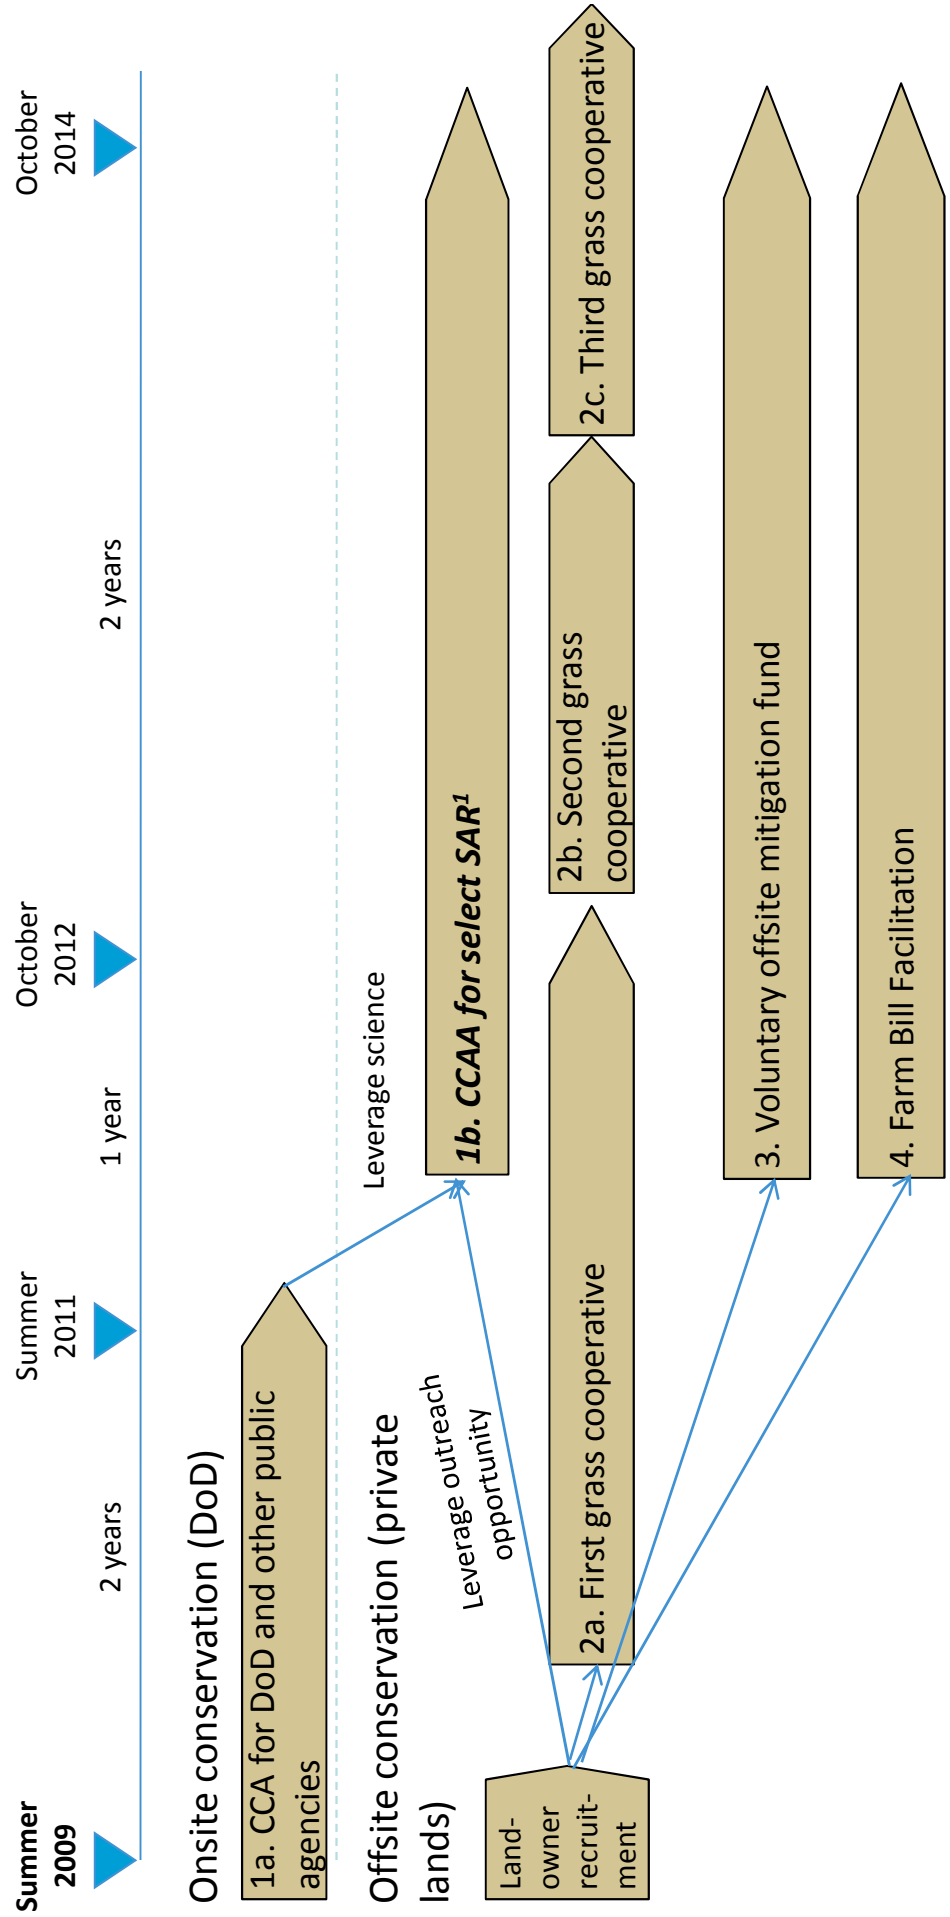 Summer
2009
2 years
Summer
2011
1 year
October
2012
2 years
October
2014
Onsite conservation (DoD)
1a. CCA for DoD and other public
agencies
Offsite conservation (private
lands)
Leverage science
Leverage outreach
opportunity
1b. CCAA for select SAR¹
Land-
owner
recruit-
ment
2a. First grass cooperative
2b. Second grass
cooperative
2c. Third grass cooperative
3. Voluntary offsite mitigation fund
4. Farm Bill Facilitation